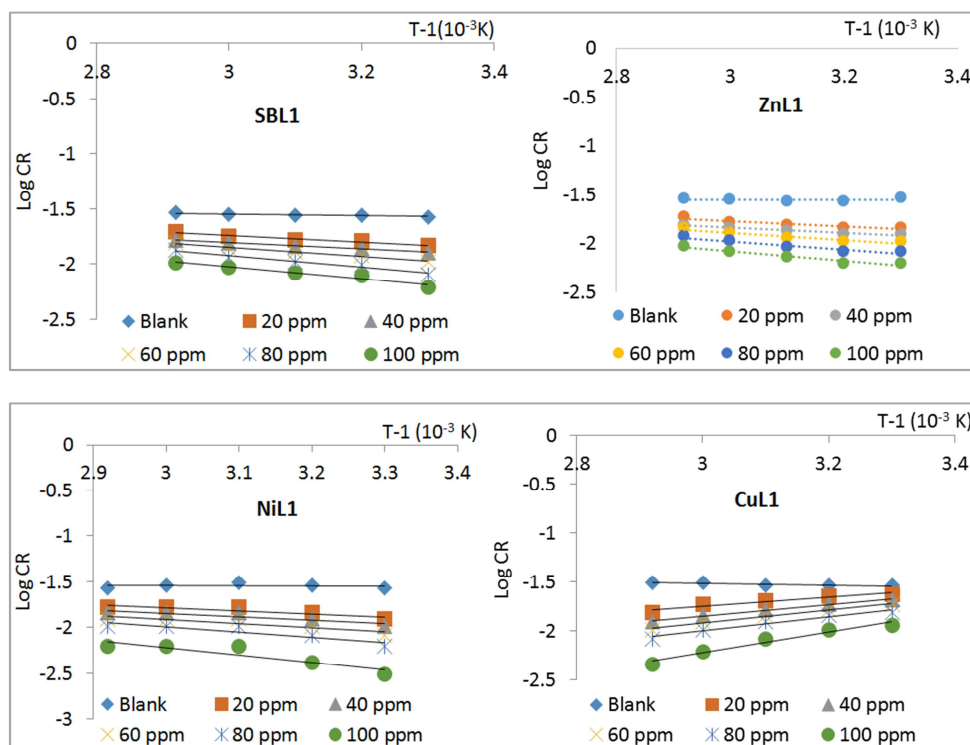 T-1(10⁻³K)
0
2.8 3 3.2 3.4
-0.5
SBL1
-1
Log CR
-1.5
-2
-2.5
Blank 20 ppm 40 ppm
60 ppm 80 ppm 100 ppm
T-1 (10⁻³ K)
0
2.8 3 3.2 3.4
-0.5
ZnL1
-1
Log CR
-1.5
-2
-2.5
Blank 20 ppm 40 ppm
60 ppm 80 ppm 100 ppm
T-1 (10⁻³ K)
0
2.9 3 3.1 3.2 3.3 3.4
-0.5
NiL1
-1
Log CR
-1.5
-2
-2.5
-3
Blank 20 ppm 40 ppm
60 ppm 80 ppm 100 ppm
T-1 (10⁻³ K)
0
2.8 3 3.2 3.4
-0.5
CuL1
-1
Log CR
-1.5
-2
-2.5
Blank 20 ppm 40 ppm
60 ppm 80 ppm 100 ppm